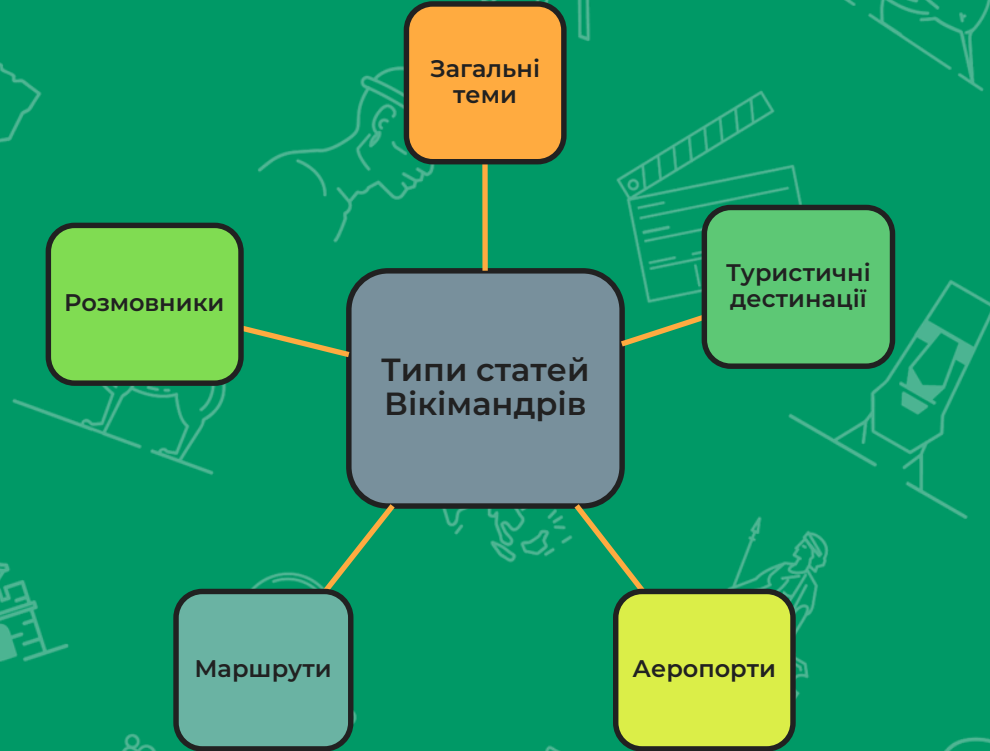 Загальні
теми
Туристичні
дестинації
Розмовники
Типи статей
Вікімандрів
Маршрути
Аеропорти